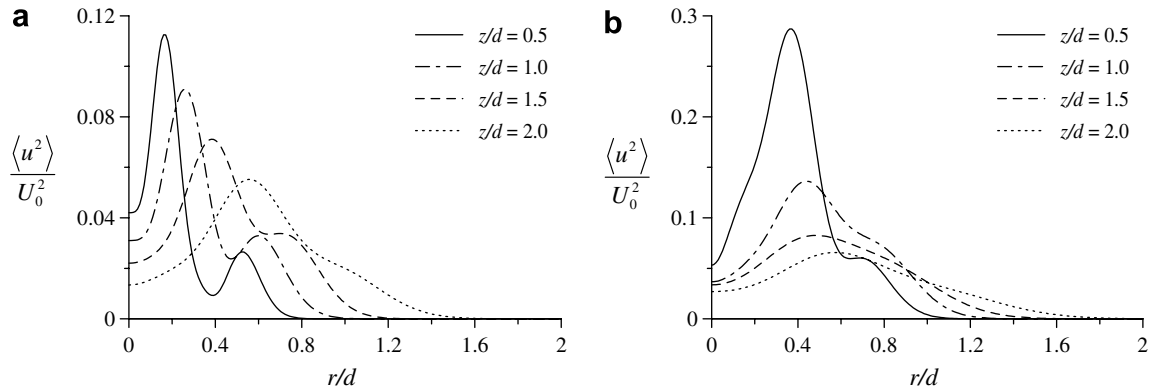 a
0.12
0.08
0.04
0
⟨u²⟩
U₀²
z/d = 0.5
z/d = 1.0
z/d = 1.5
z/d = 2.0
0 0.4 0.8 1.2 1.6 2
r/d
b
0.3
0.2
0.1
0
⟨u²⟩
U₀²
z/d = 0.5
z/d = 1.0
z/d = 1.5
z/d = 2.0
0 0.4 0.8 1.2 1.6 2
r/d